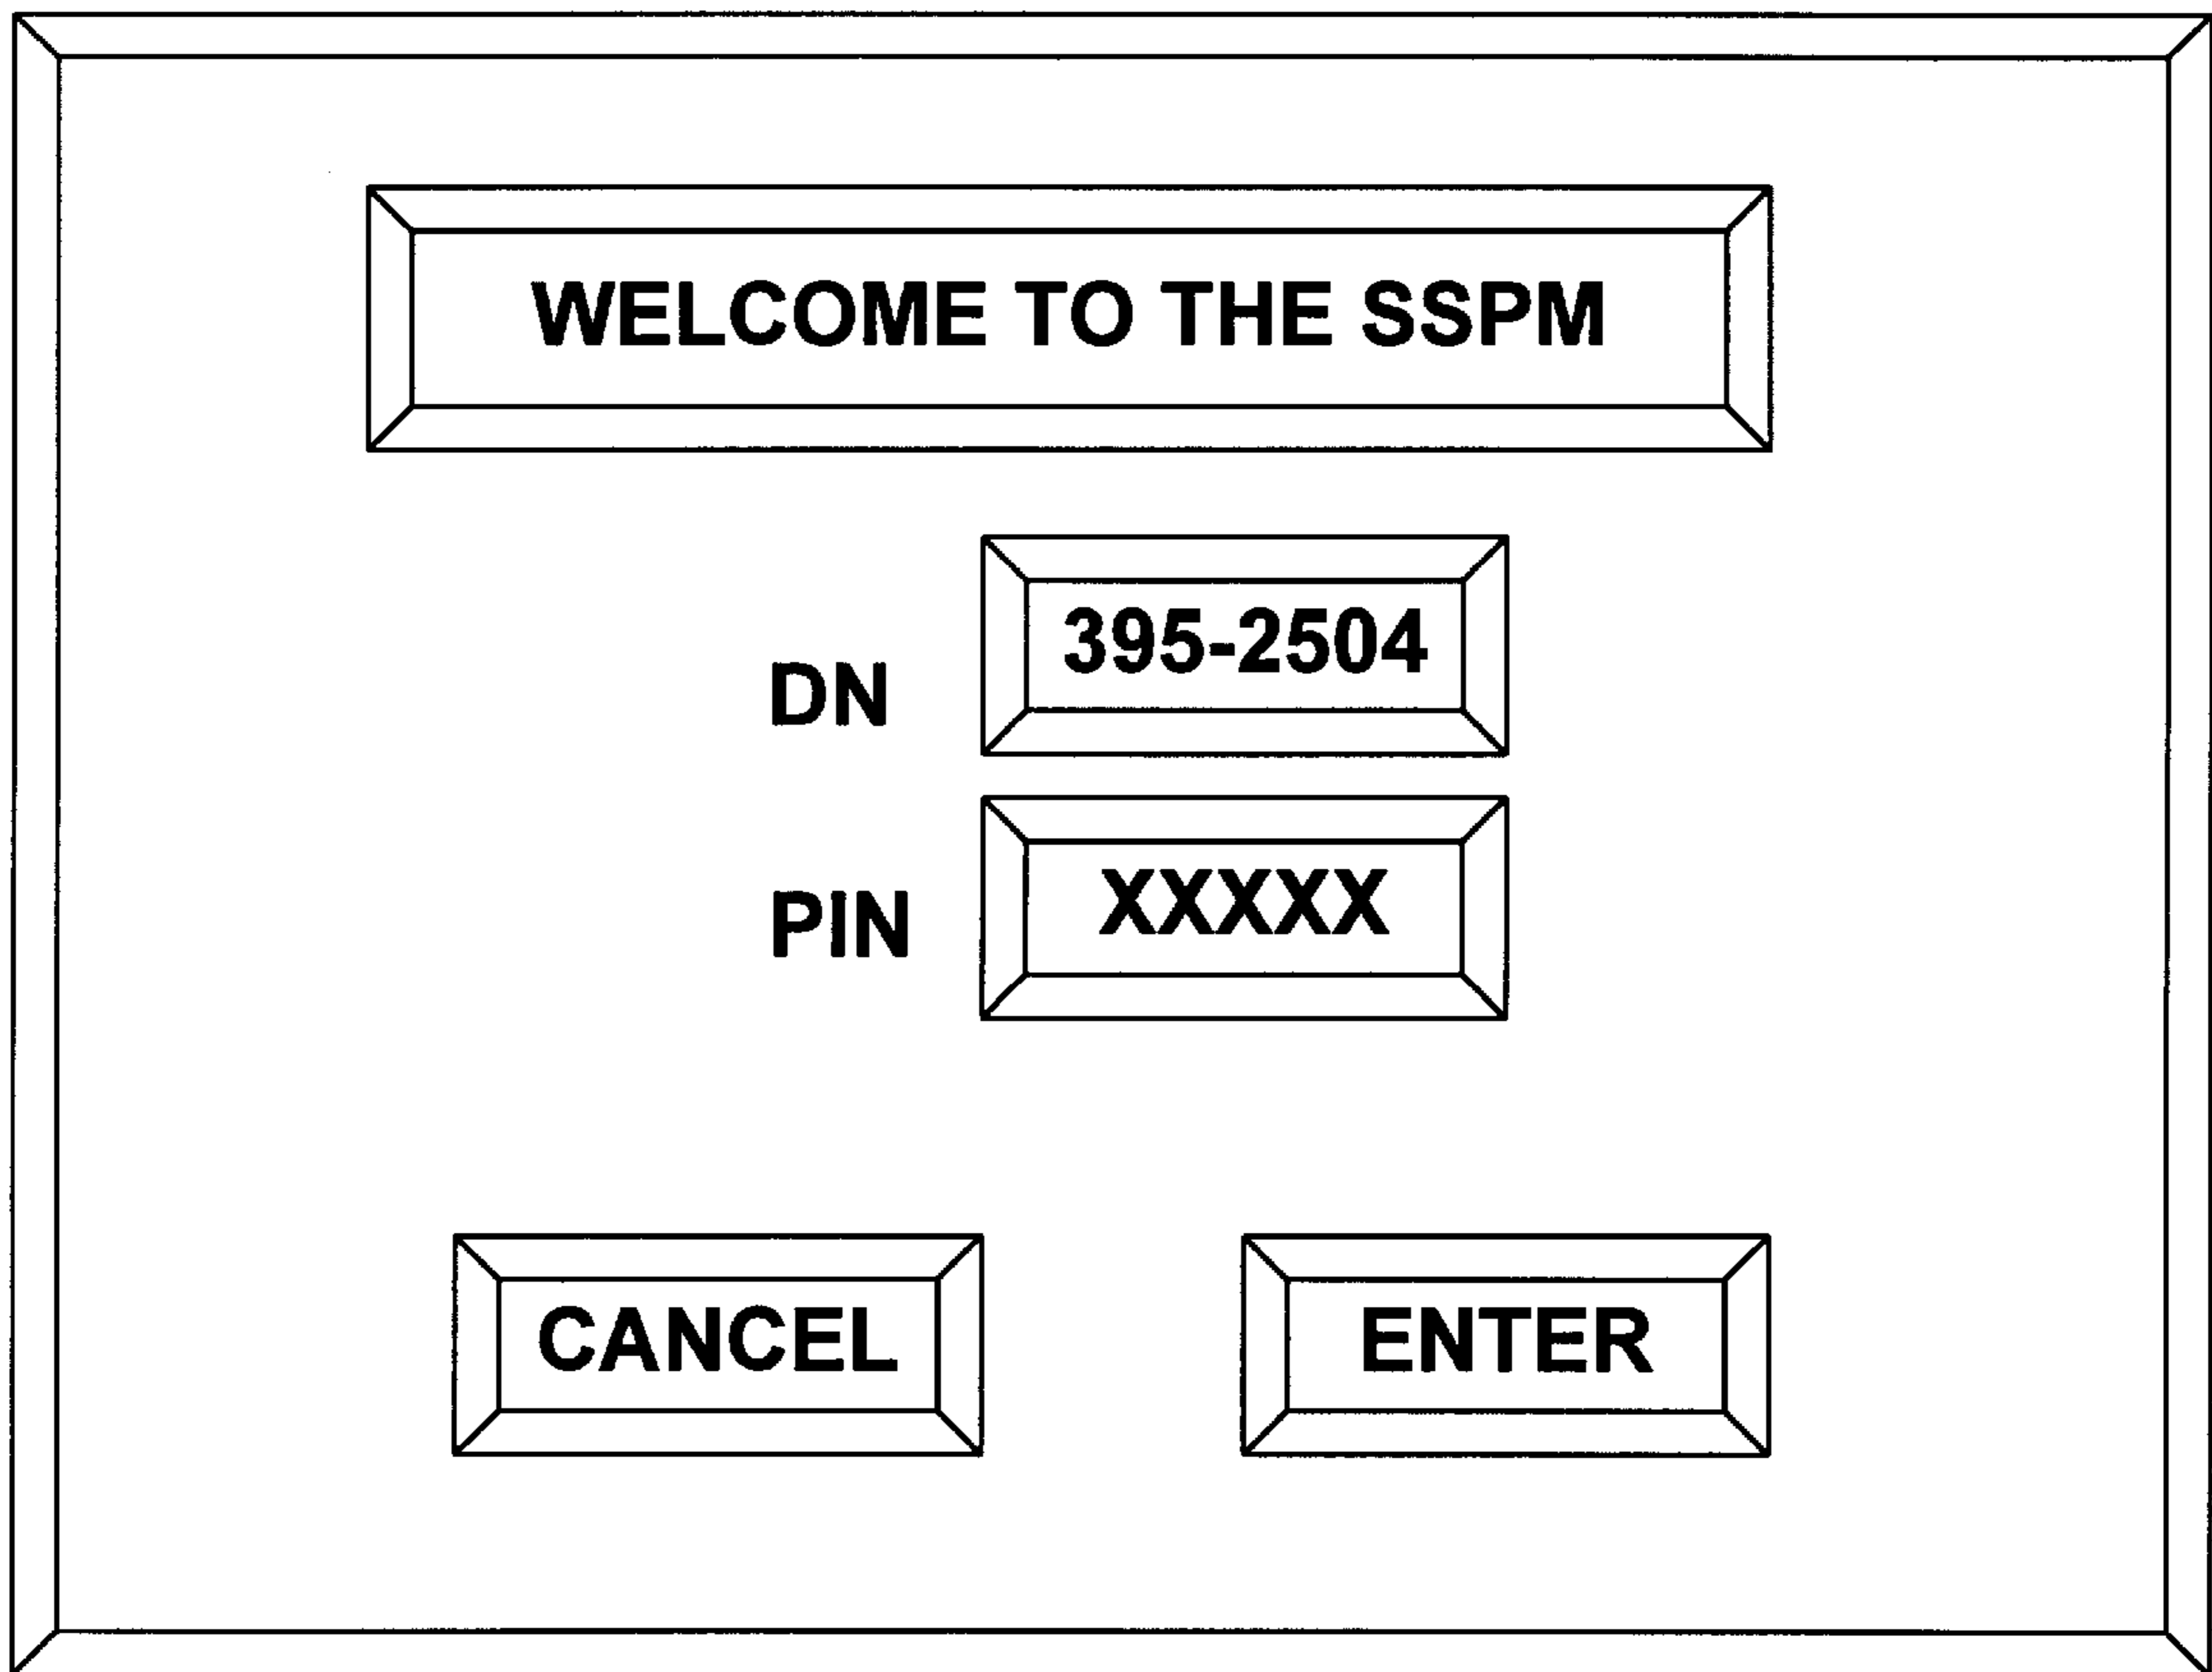 WELCOME TO THE SSPM
DN 395-2504
PIN XXXXX
CANCEL ENTER